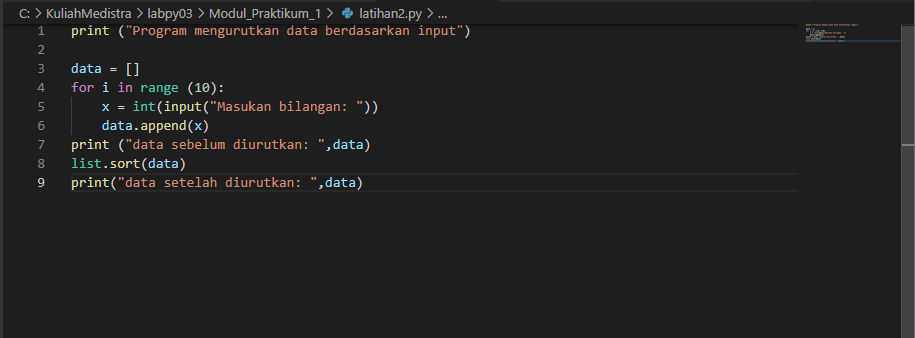 C: > KuliahMedistra > labpy03 > Modul_Praktikum_1 > latihan2.py > ...
1 print ("Program mengurutkan data berdasarkan input")
2
3 data = []
4 for i in range (10):
5     x = int(input("Masukan bilangan: "))
6     data.append(x)
7 print ("data sebelum diurutkan: ",data)
8 list.sort(data)
9 print("data setelah diurutkan: ",data)